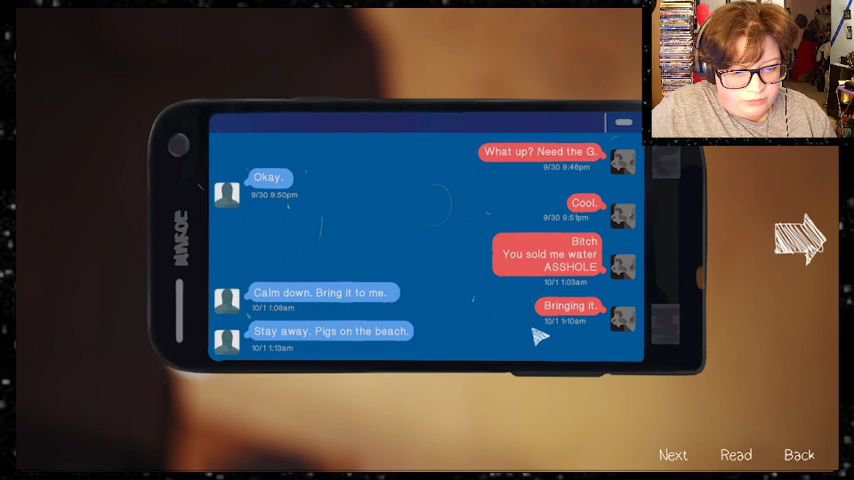 What up? Need the G.
9/30 9:46pm
Okay.
9/30 9:50pm
Cool.
9/30 9:51pm
Bitch
You sold me water
ASSHOLE
10/1 1:03am
Calm down. Bring it to me.
10/1 1:08am
Bringing it.
10/1 1:10am
Stay away. Pigs on the beach.
10/1 1:13am
Next Read Back